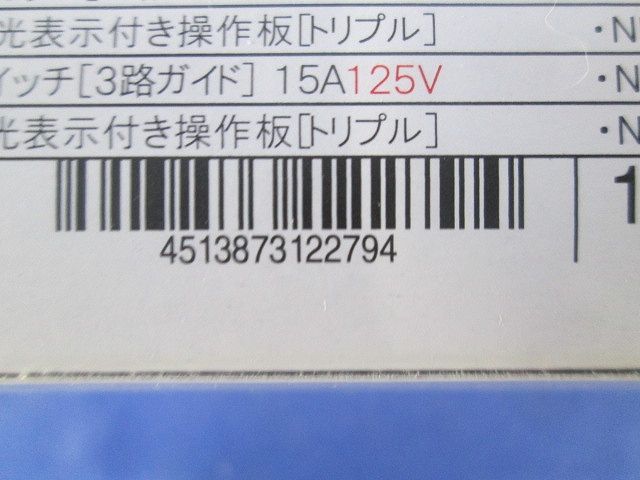 光表示付き操作板[トリプル] ・N
イッチ[3路ガイド] 15A125V ・N
光表示付き操作板[トリプル] ・N
1
4513873122794